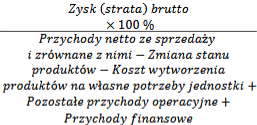 Zysk (strata) brutto
× 100 %
Przychody netto ze sprzedaży
i zrównane z nimi − Zmiana stanu
produktów − Koszt wytworzenia
produktów na własne potrzeby jednostki +
Pozostałe przychody operacyjne +
Przychody finansowe